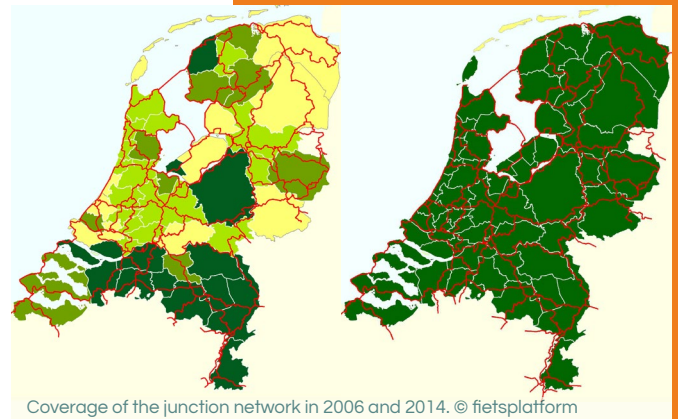 Coverage of the junction network in 2006 and 2014. © fietsplatform